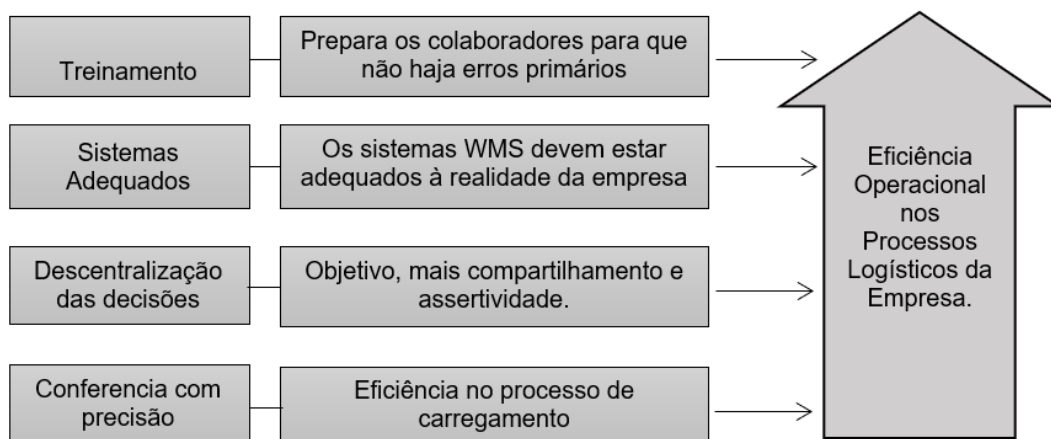 Treinamento
Prepara os colaboradores para que
não haja erros primários
Sistemas
Adequados
Os sistemas WMS devem estar
adequados à realidade da empresa
Descentralização
das decisões
Objetivo, mais compartilhamento e
assertividade.
Conferencia com
precisão
Eficiência no processo de
carregamento
Eficiência
Operacional
nos
Processos
Logísticos da
Empresa.